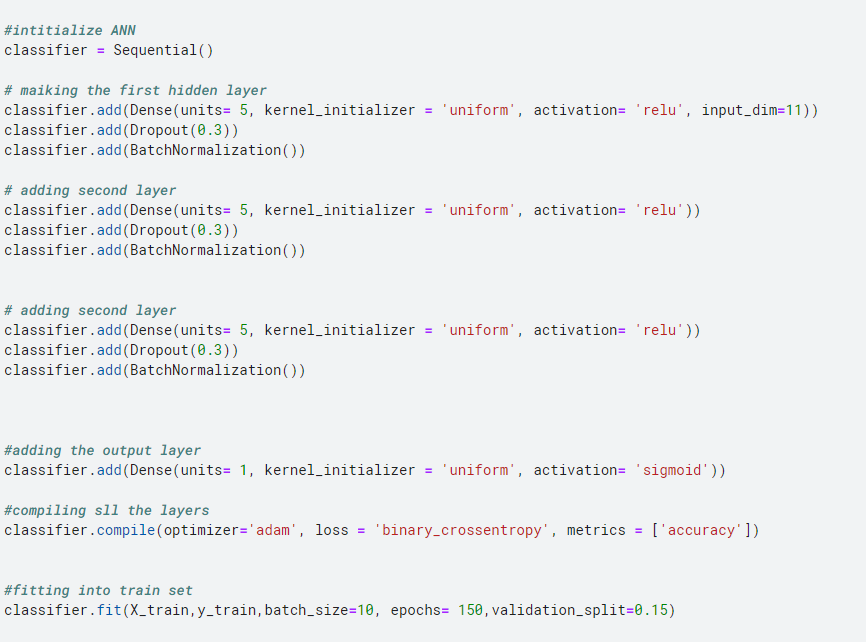 #intitialize ANN
classifier = Sequential()
# maiking the first hidden layer
classifier.add(Dense(units= 5, kernel_initializer = 'uniform', activation= 'relu', input_dim=11))
classifier.add(Dropout(0.3))
classifier.add(BatchNormalization())
# adding second layer
classifier.add(Dense(units= 5, kernel_initializer = 'uniform', activation= 'relu'))
classifier.add(Dropout(0.3))
classifier.add(BatchNormalization())
# adding second layer
classifier.add(Dense(units= 5, kernel_initializer = 'uniform', activation= 'relu'))
classifier.add(Dropout(0.3))
classifier.add(BatchNormalization())
#adding the output layer
classifier.add(Dense(units= 1, kernel_initializer = 'uniform', activation= 'sigmoid'))
#compiling sll the layers
classifier.compile(optimizer='adam', loss = 'binary_crossentropy', metrics = ['accuracy'])
#fitting into train set
classifier.fit(X_train,y_train,batch_size=10, epochs= 150,validation_split=0.15)